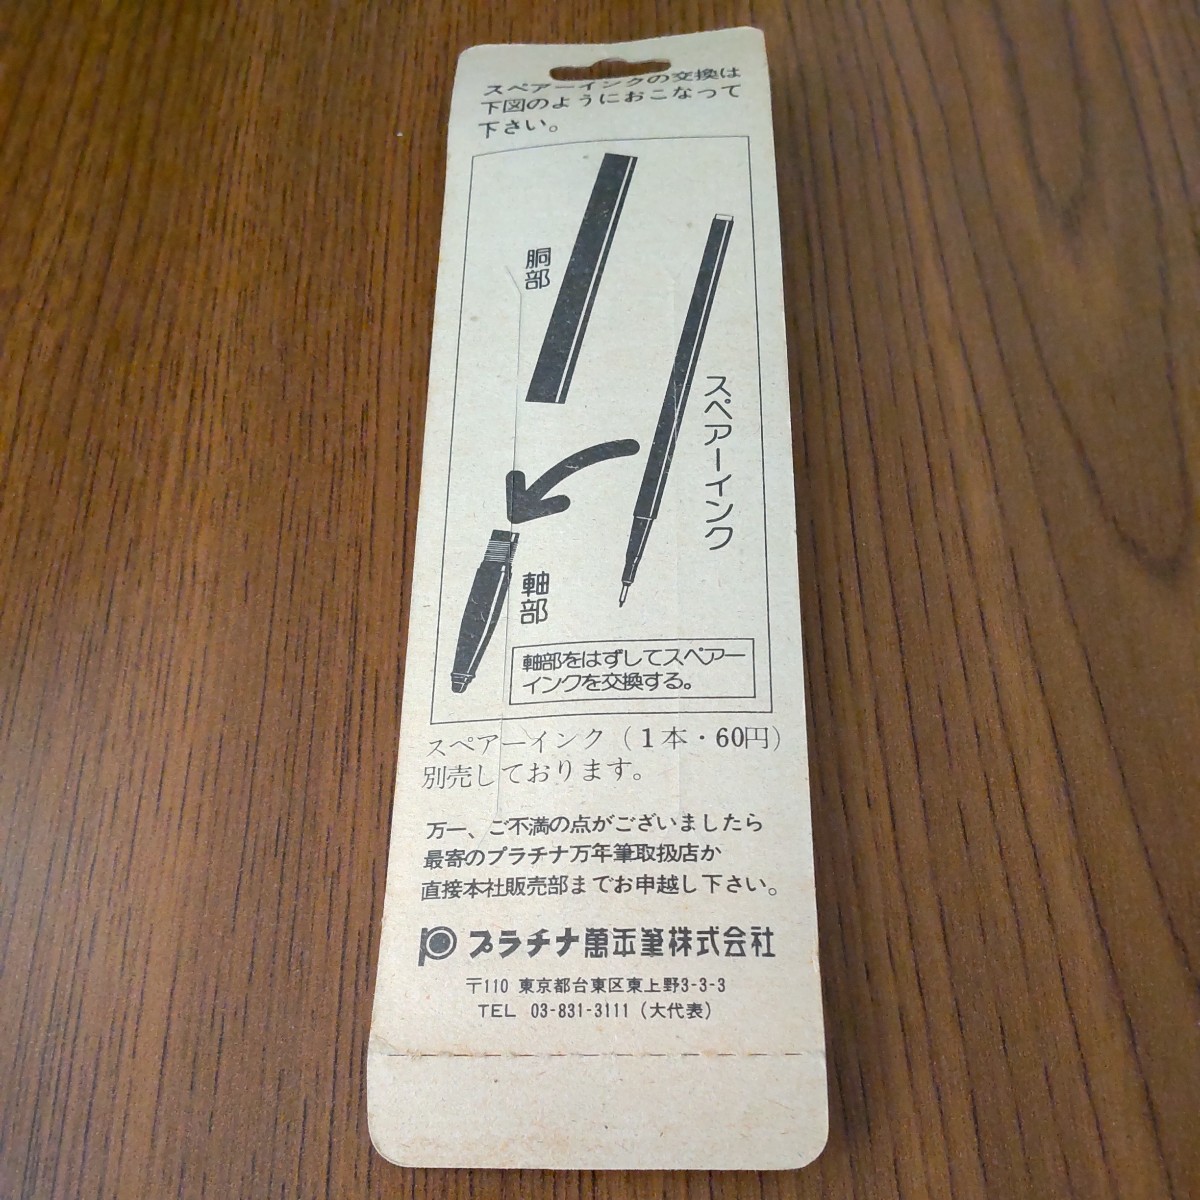 スペアーインクの交換は
下図のようにおこなって
下さい。
胴部
スペアーインク
軸部
軸部をはずしてスペアー
インクを交換する。
スペアーインク（1本・60円）
別売しております。
万一、ご不満の点がございましたら
最寄のプラチナ万年筆取扱店か
直接本社販売部までお申越し下さい。
プラチナ萬年筆株式会社
〒110 東京都台東区東上野3-3-3
TEL 03-831-3111（大代表）